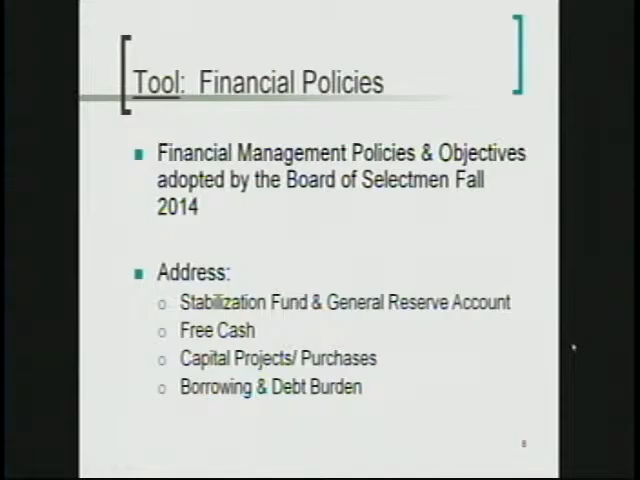 Tool: Financial Policies
Financial Management Policies & Objectives
adopted by the Board of Selectmen Fall
2014
Address:
Stabilization Fund & General Reserve Account
Free Cash
Capital Projects/ Purchases
Borrowing & Debt Burden